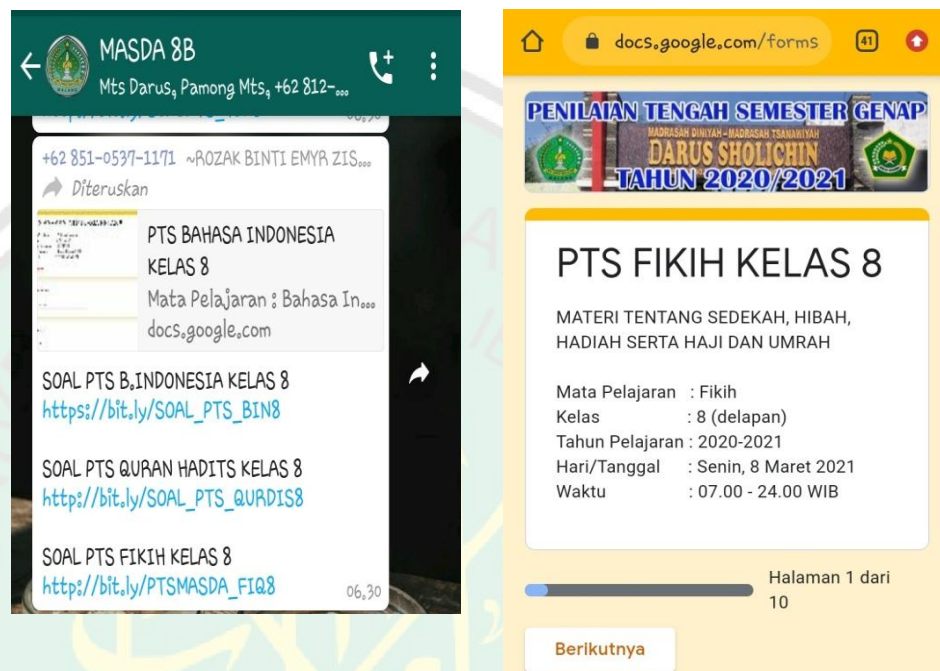 MASDA 8B
Mts Darus, Pamong Mts, +62 812-...
+62 851-0537-1171 ~ROZAK BINTI EMYR ZIS...
Diteruskan
PTS BAHASA INDONESIA
KELAS 8
Mata Pelajaran : Bahasa In...
docs.google.com
SOAL PTS B.INDONESIA KELAS 8
https://bit.ly/SOAL_PTS_BIN8
SOAL PTS QURAN HADITS KELAS 8
http://bit.ly/SOAL_PTS_QURDIS8
SOAL PTS FIKIH KELAS 8
http://bit.ly/PTSMASDA_FIQ8
06.30
docs.google.com/forms
41
PENILAIAN TENGAH SEMESTER GENAP
MADRASAH DINIYAH-MADRASAH TSANAWIYAH
DARUS SHOLICHIN
TAHUN 2020/2021
PTS FIKIH KELAS 8
MATERI TENTANG SEDEKAH, HIBAH,
HADIAH SERTA HAJI DAN UMRAH
Mata Pelajaran : Fikih
Kelas : 8 (delapan)
Tahun Pelajaran : 2020-2021
Hari/Tanggal : Senin, 8 Maret 2021
Waktu : 07.00 - 24.00 WIB
Halaman 1 dari
10
Berikutnya